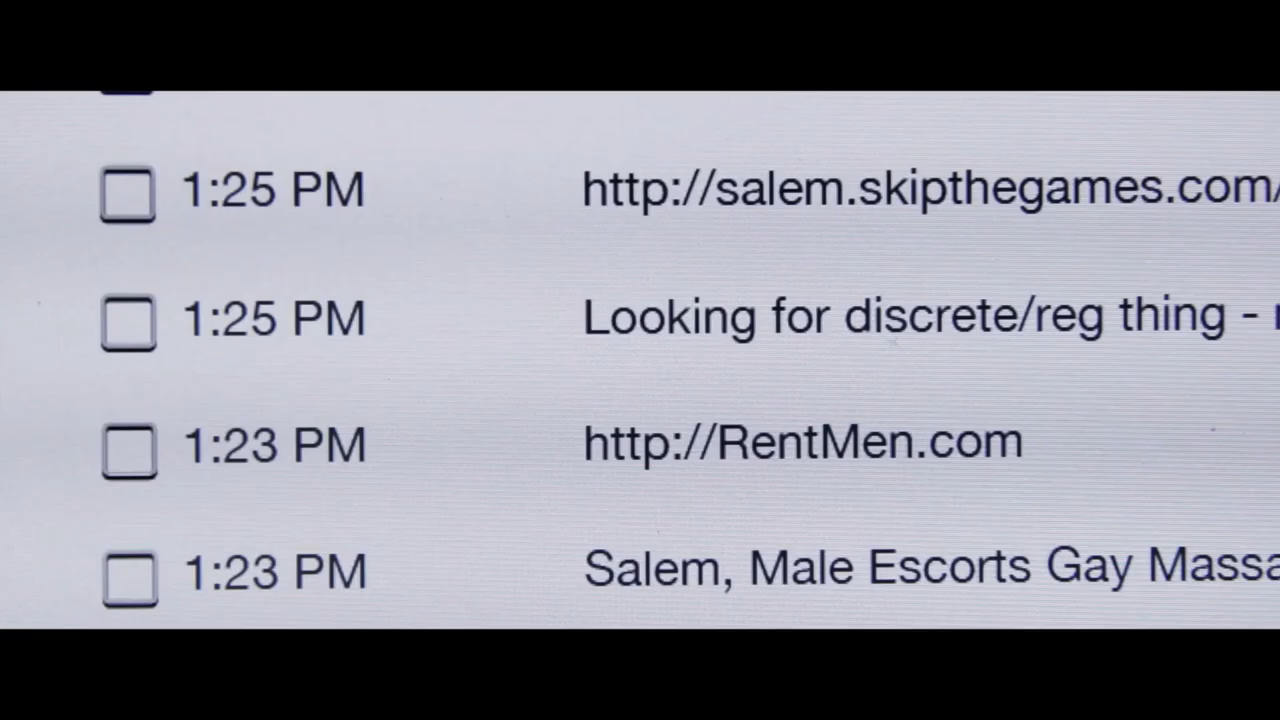 1:25 PM http://salem.skipthegames.com/
1:25 PM Looking for discrete/reg thing -
1:23 PM http://RentMen.com
1:23 PM Salem, Male Escorts Gay Massa